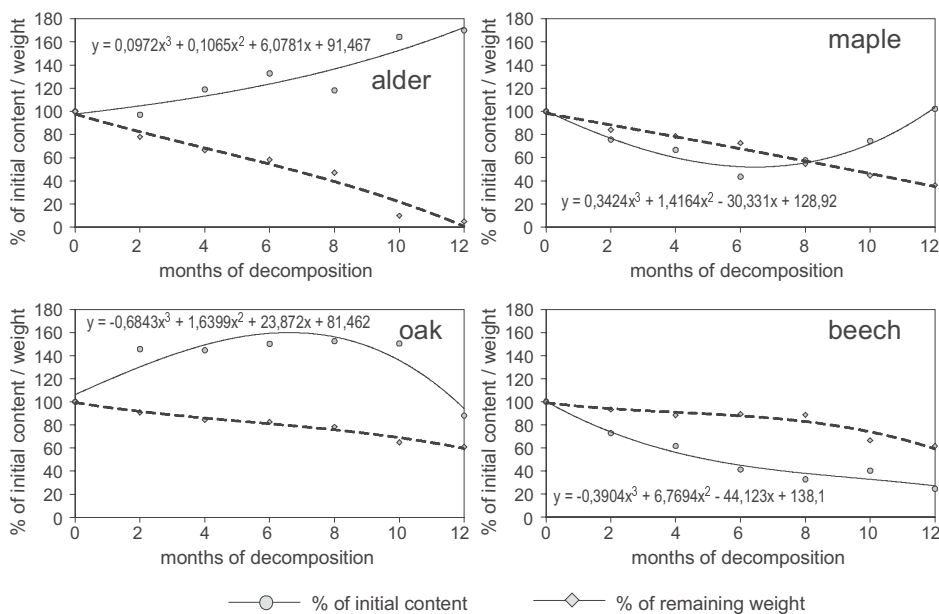 180
160
140
120
100
80
60
40
20
0
% of initial content / weight
y = 0,0972x³ + 0,1065x² + 6,0781x + 91,467
alder
0 2 4 6 8 10 12
months of decomposition
180
160
140
120
100
80
60
40
20
0
% of initial content / weight
maple
y = 0,3424x³ + 1,4164x² - 30,331x + 128,92
0 2 4 6 8 10 12
months of decomposition
180
160
140
120
100
80
60
40
20
0
% of initial content / weight
y = -0,6843x³ + 1,6399x² + 23,872x + 81,462
oak
0 2 4 6 8 10 12
months of decomposition
180
160
140
120
100
80
60
40
20
0
% of initial content / weight
beech
y = -0,3904x³ + 6,7694x² - 44,123x + 138,1
0 2 4 6 8 10 12
months of decomposition
% of initial content % of remaining weight